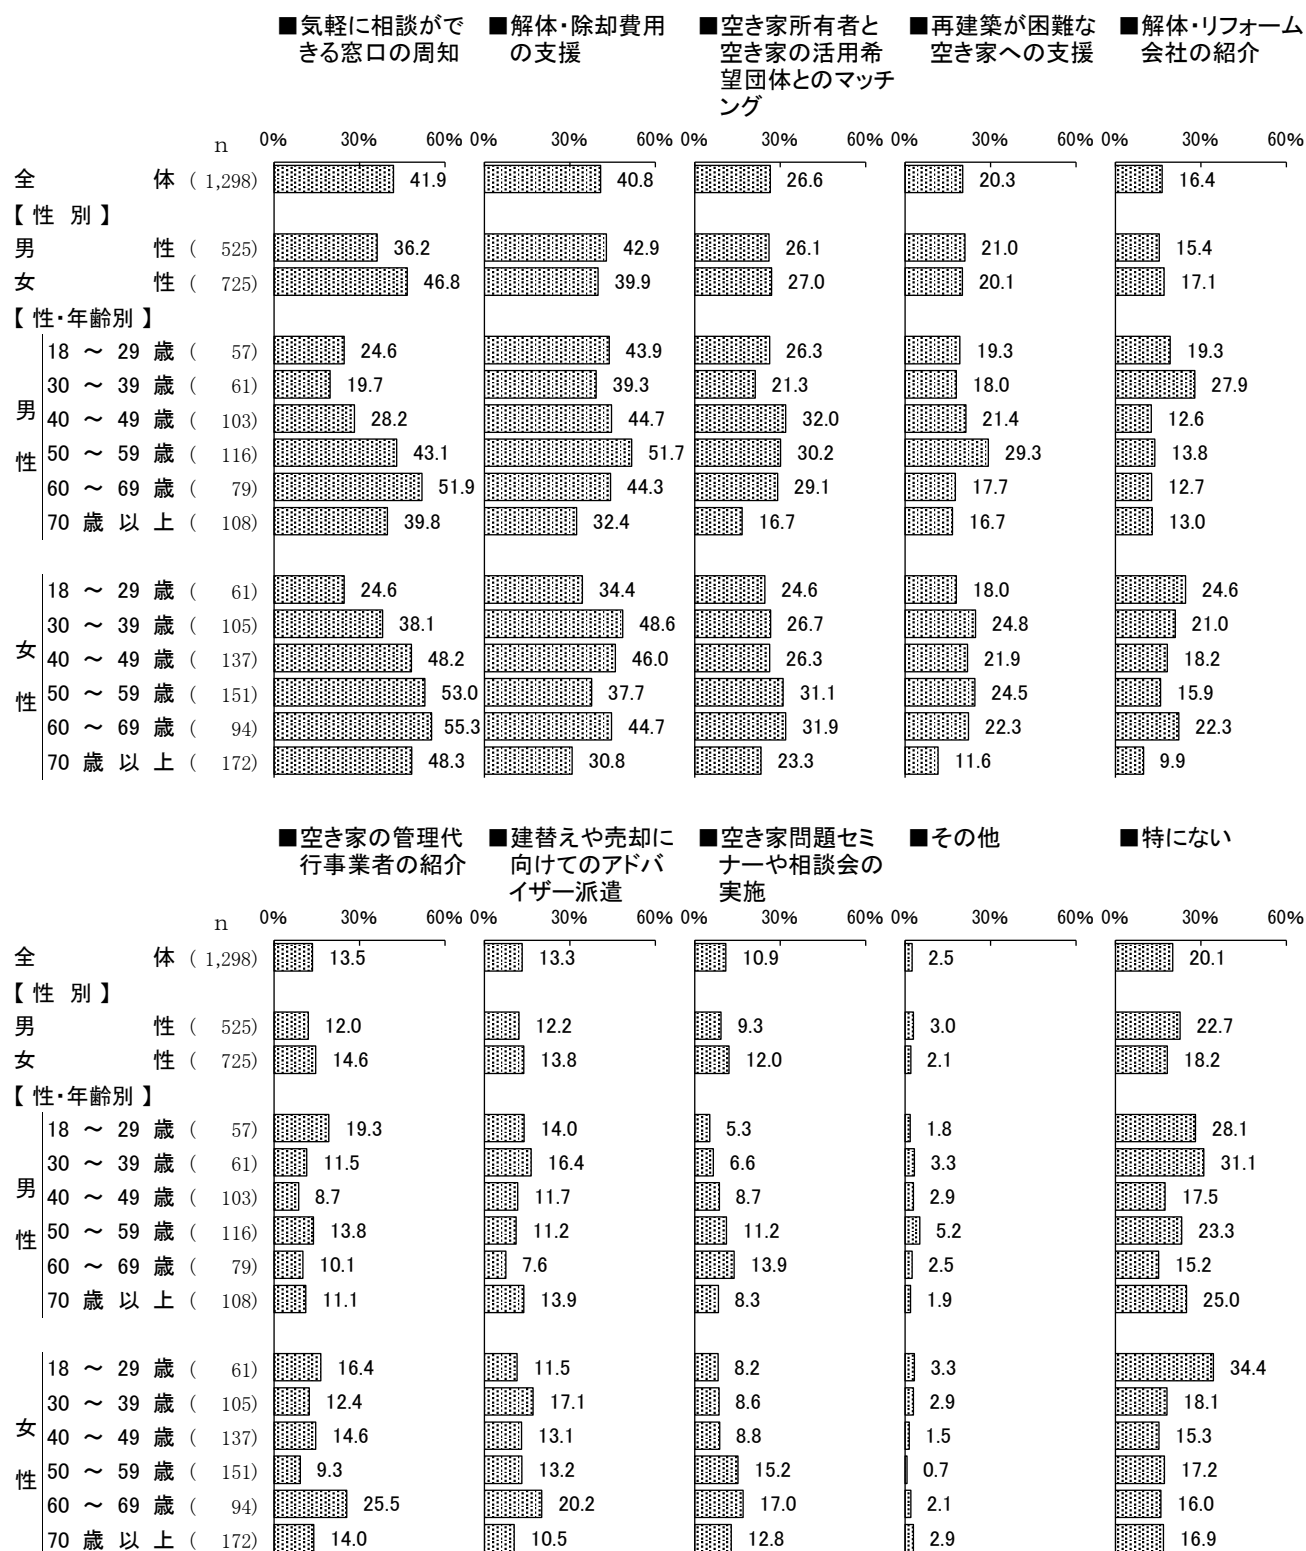 ■気軽に相談がで ■解体・除却費用 ■空き家所有者と ■再建築が困難な ■解体・リフォーム
きる窓口の周知 の支援 空き家の活用希 空き家への支援 会社の紹介
望団体とのマッチ
ング
n 0% 30% 60% 0% 30% 60% 0% 30% 60% 0% 30% 60% 0% 30% 60%
全 体 ( 1,298) 41.9 40.8 26.6 20.3 16.4
【 性 別 】
男 性 ( 525) 36.2 42.9 26.1 21.0 15.4
女 性 ( 725) 46.8 39.9 27.0 20.1 17.1
【 性・年齢別 】
18 ～ 29 歳 ( 57) 24.6 43.9 26.3 19.3 19.3
30 ～ 39 歳 ( 61) 19.7 39.3 21.3 18.0 27.9
男 40 ～ 49 歳 ( 103) 28.2 44.7 32.0 21.4 12.6
性 50 ～ 59 歳 ( 116) 43.1 51.7 30.2 29.3 13.8
60 ～ 69 歳 ( 79) 51.9 44.3 29.1 17.7 12.7
70 歳 以 上 ( 108) 39.8 32.4 16.7 16.7 13.0
18 ～ 29 歳 ( 61) 24.6 34.4 24.6 18.0 24.6
30 ～ 39 歳 ( 105) 38.1 48.6 26.7 24.8 21.0
女 40 ～ 49 歳 ( 137) 48.2 46.0 26.3 21.9 18.2
性 50 ～ 59 歳 ( 151) 53.0 37.7 31.1 24.5 15.9
60 ～ 69 歳 ( 94) 55.3 44.7 31.9 22.3 22.3
70 歳 以 上 ( 172) 48.3 30.8 23.3 11.6 9.9
■空き家の管理代 ■建替えや売却に ■空き家問題セミ ■その他 ■特にない
行事業者の紹介 向けてのアドバ ナーや相談会の
イザー派遣 実施
n 0% 30% 60% 0% 30% 60% 0% 30% 60% 0% 30% 60% 0% 30% 60%
全 体 ( 1,298) 13.5 13.3 10.9 2.5 20.1
【 性 別 】
男 性 ( 525) 12.0 12.2 9.3 3.0 22.7
女 性 ( 725) 14.6 13.8 12.0 2.1 18.2
【 性・年齢別 】
18 ～ 29 歳 ( 57) 19.3 14.0 5.3 1.8 28.1
30 ～ 39 歳 ( 61) 11.5 16.4 6.6 3.3 31.1
男 40 ～ 49 歳 ( 103) 8.7 11.7 8.7 2.9 17.5
性 50 ～ 59 歳 ( 116) 13.8 11.2 11.2 5.2 23.3
60 ～ 69 歳 ( 79) 10.1 7.6 13.9 2.5 15.2
70 歳 以 上 ( 108) 11.1 13.9 8.3 1.9 25.0
18 ～ 29 歳 ( 61) 16.4 11.5 8.2 3.3 34.4
30 ～ 39 歳 ( 105) 12.4 17.1 8.6 2.9 18.1
女 40 ～ 49 歳 ( 137) 14.6 13.1 8.8 1.5 15.3
性 50 ～ 59 歳 ( 151) 9.3 13.2 15.2 0.7 17.2
60 ～ 69 歳 ( 94) 25.5 20.2 17.0 2.1 16.0
70 歳 以 上 ( 172) 14.0 10.5 12.8 2.9 16.9